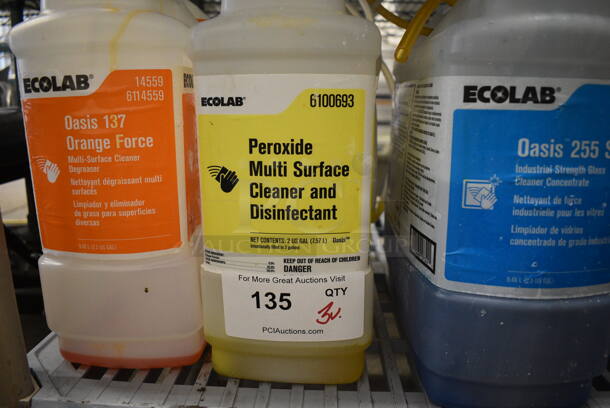 ECOLAB®
14559
6114559
Oasis 137
Orange Force
Multi-Surface Cleaner
Degreaser
Nettoyant dégraissant multi
surfaces
Limpiador y eliminador
de grasa para superficies
diversas
ECOLAB®
6100693
Peroxide
Multi Surface
Cleaner and
Disinfectant
NET CONTENTS: 2 US GAL (7.57 L)
Oasis™
KEEP OUT OF REACH OF CHILDREN
DANGER
For More Great Auctions Visit
135
QTY
3v.
PCIAuctions.com
ECOLAB®
Oasis 255 S
Industrial Strength Glass
Cleaner Concentrate
Nettoyant de force
industrielle pour les vitres
Limpiador de vidrios
concentrado de grado indus